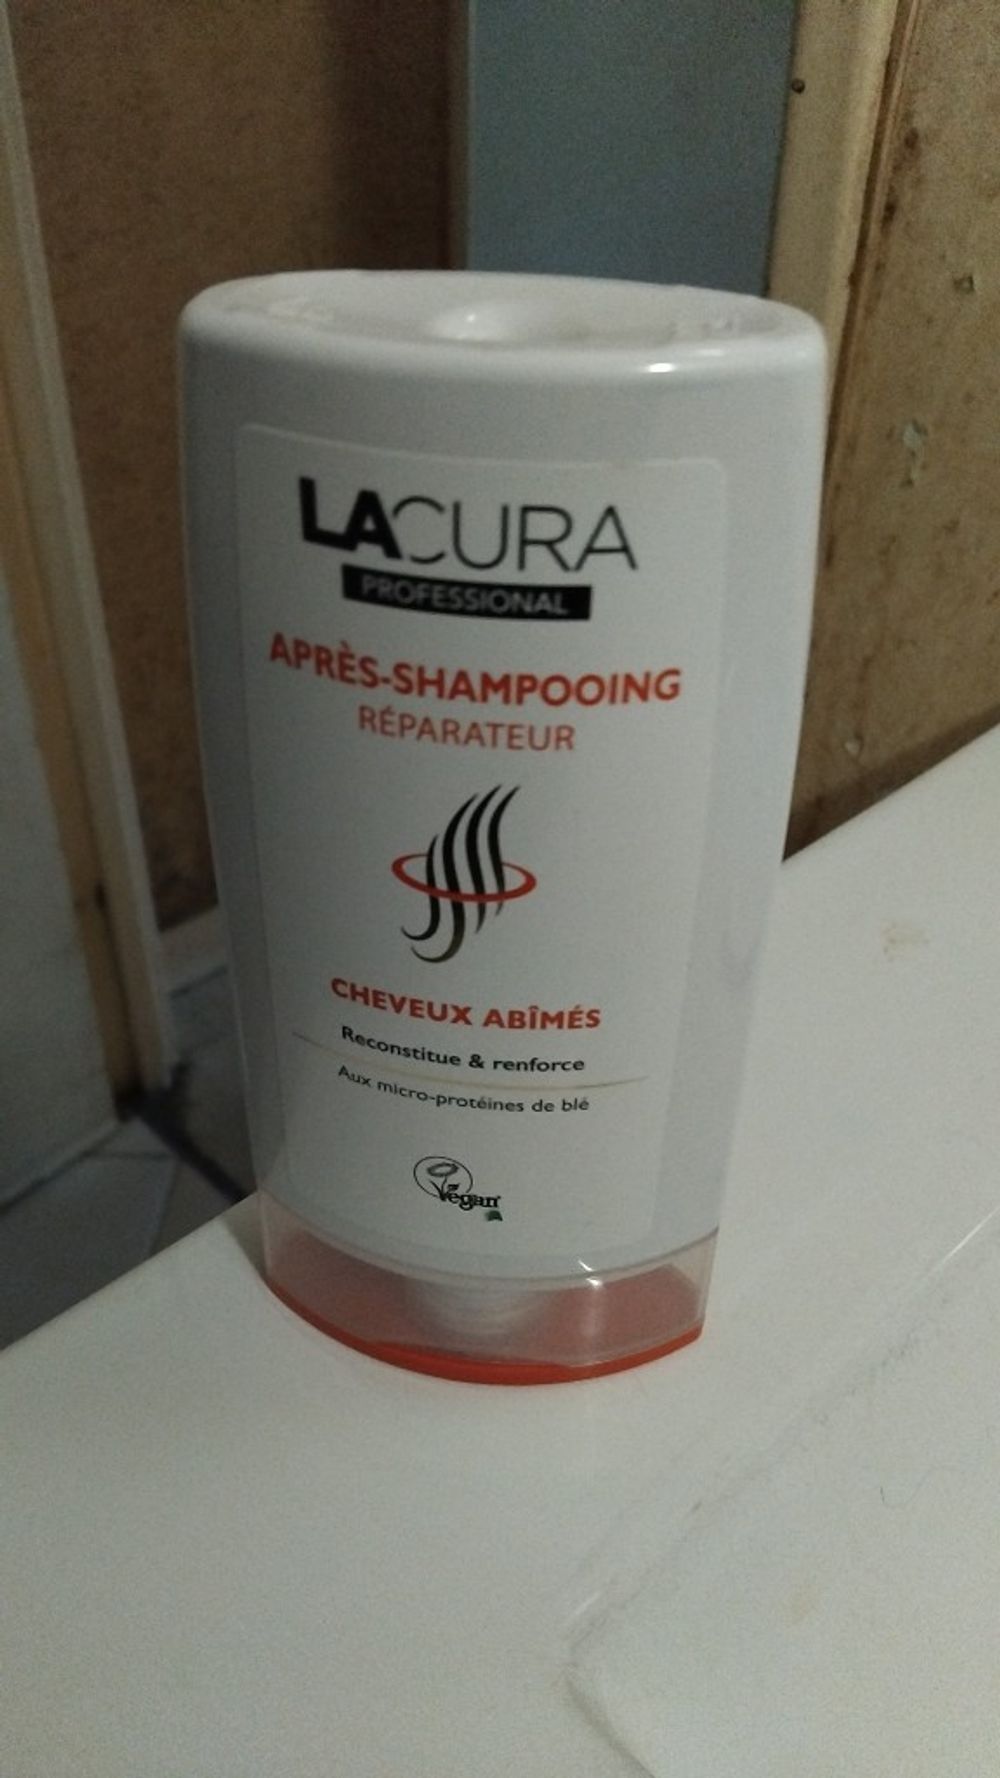 LACURA
PROFESSIONAL
APRÈS-SHAMPOOING
RÉPARATEUR
CHEVEUX ABÎMÉS
Reconstitue & renforce
Aux micro-protéines de blé
Vegan